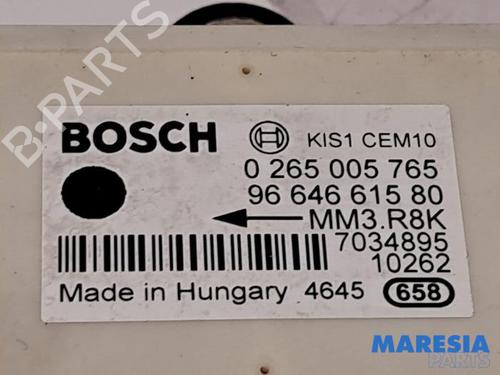 B-PARTS
BOSCH KIS1 CEM10
0 265 005 765
96 646 615 80
MM3.R8K
7034895
10262
Made in Hungary 4645 658
MARESIA
PARTS